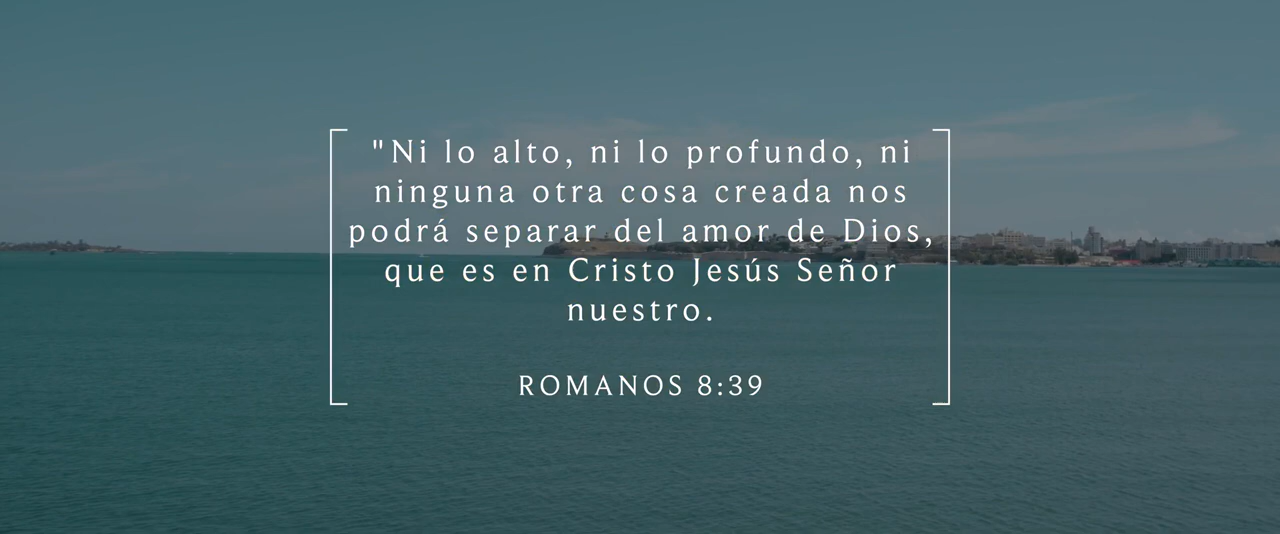 "Ni lo alto, ni lo profundo, ni
ninguna otra cosa creada nos
podrá separar del amor de Dios,
que es en Cristo Jesús Señor
nuestro.
ROMANOS 8:39